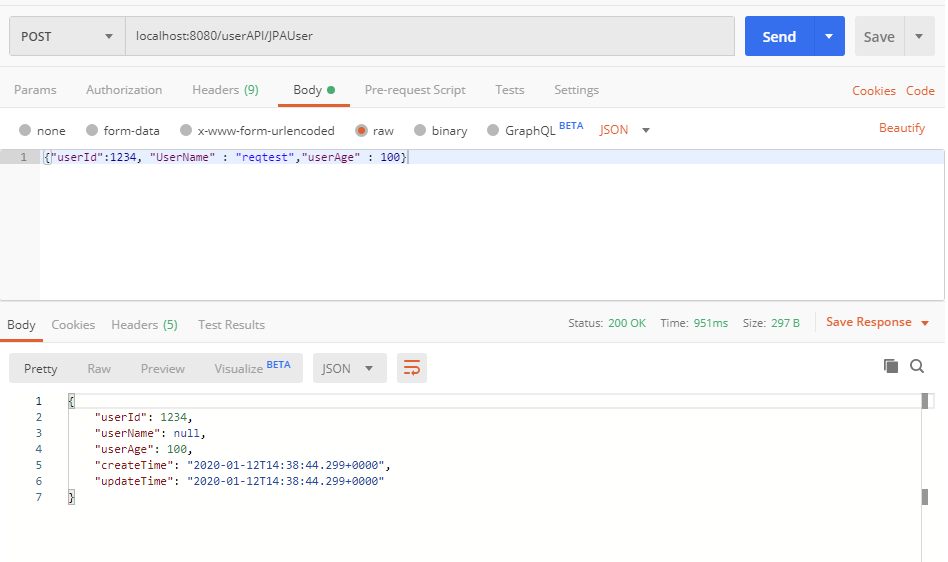 POST localhost:8080/userAPI/JPAUser Send Save
Params Authorization Headers (9) Body Pre-request Script Tests Settings Cookies Code
none form-data x-www-form-urlencoded raw binary GraphQL BETA JSON Beautify
1 {"userId":1234, "UserName" : "reqtest","userAge" : 100}
Body Cookies Headers (5) Test Results Status: 200 OK Time: 951ms Size: 297 B Save Response
Pretty Raw Preview Visualize BETA JSON
1 {
2 "userId": 1234,
3 "userName": null,
4 "userAge": 100,
5 "createTime": "2020-01-12T14:38:44.299+0000",
6 "updateTime": "2020-01-12T14:38:44.299+0000"
7 }